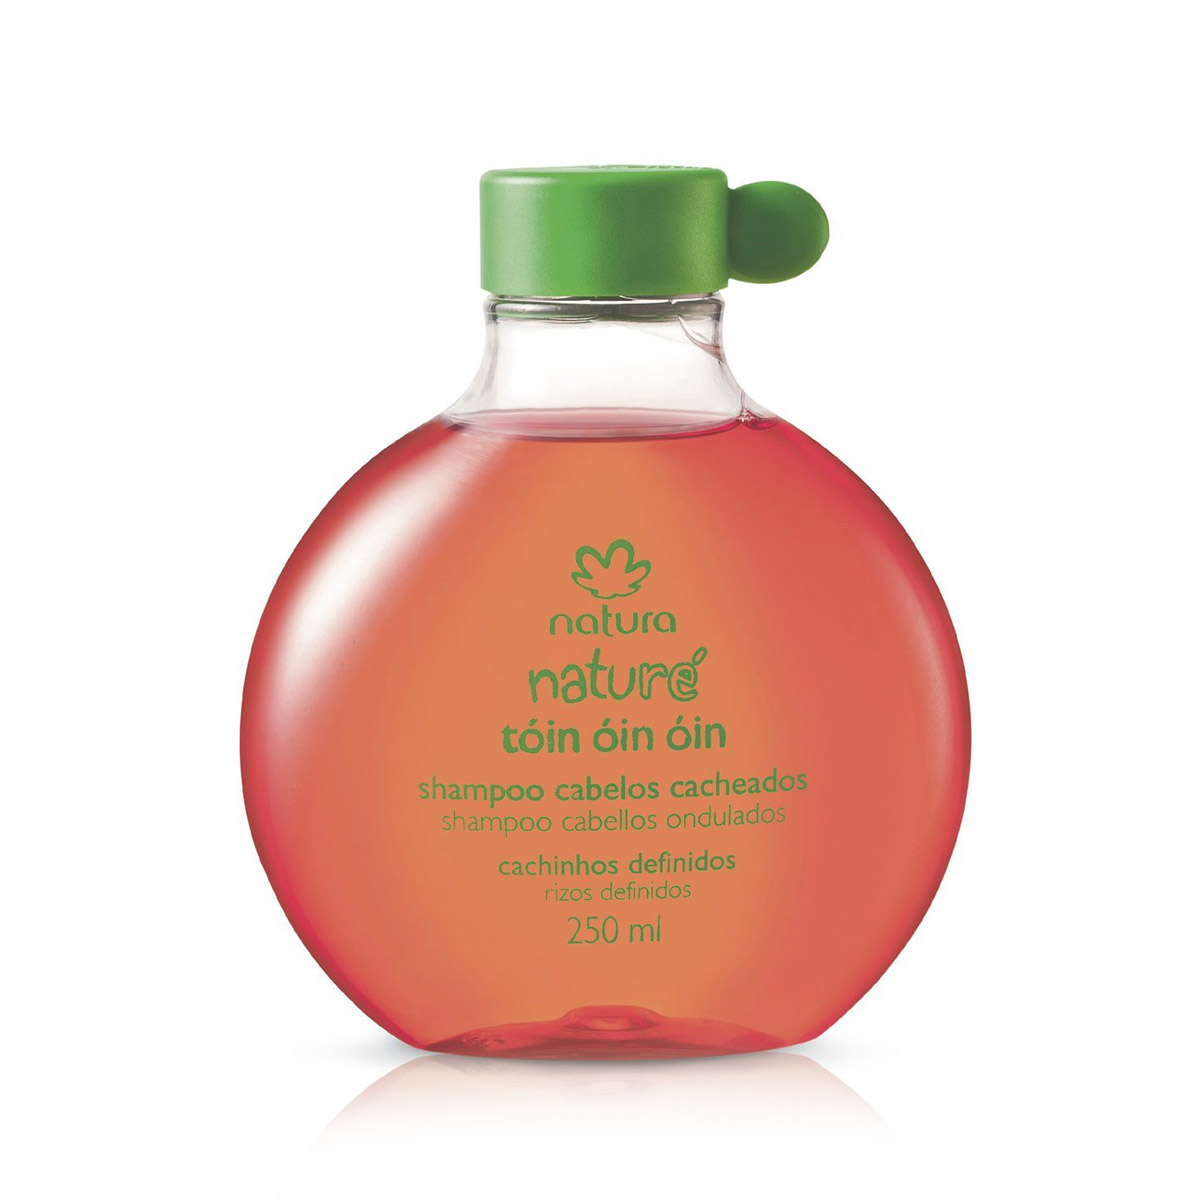 natura
naturé
tóin óin óin
shampoo cabelos cacheados
shampoo cabellos ondulados
cachinhos definidos
rizos definidos
250 ml